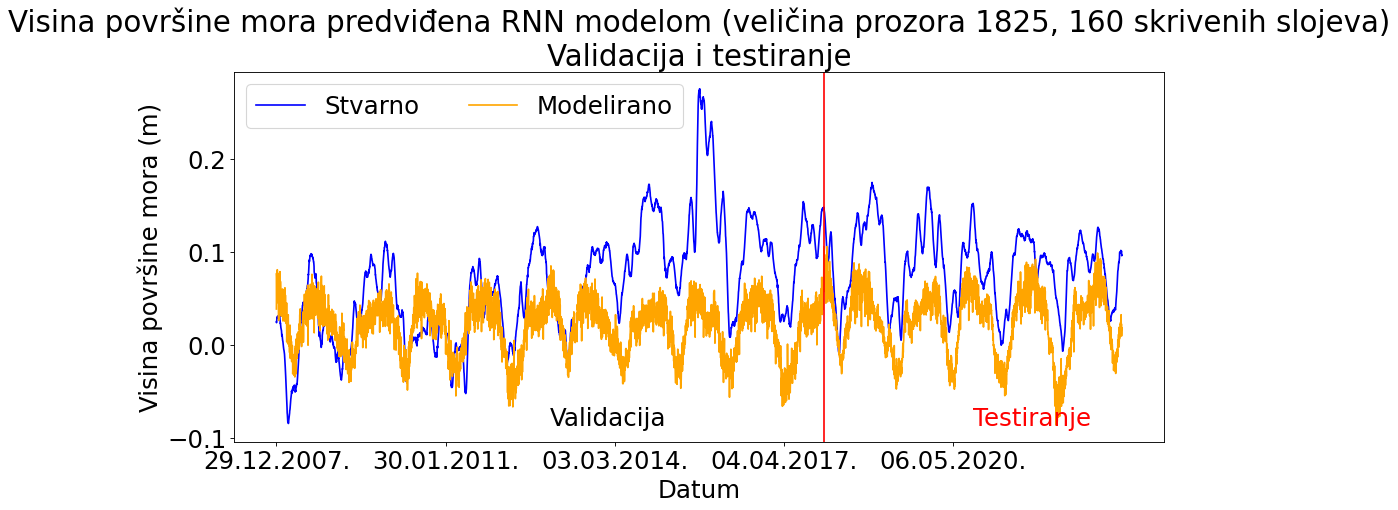 Visina površine mora predviđena RNN modelom (veličina prozora 1825, 160 skrivenih slojeva)
Validacija i testiranje
Stvarno
Modelirano
Visina površine mora (m)
0.2
0.1
0.0
−0.1
Validacija
Testiranje
29.12.2007.
30.01.2011.
03.03.2014.
04.04.2017.
06.05.2020.
Datum